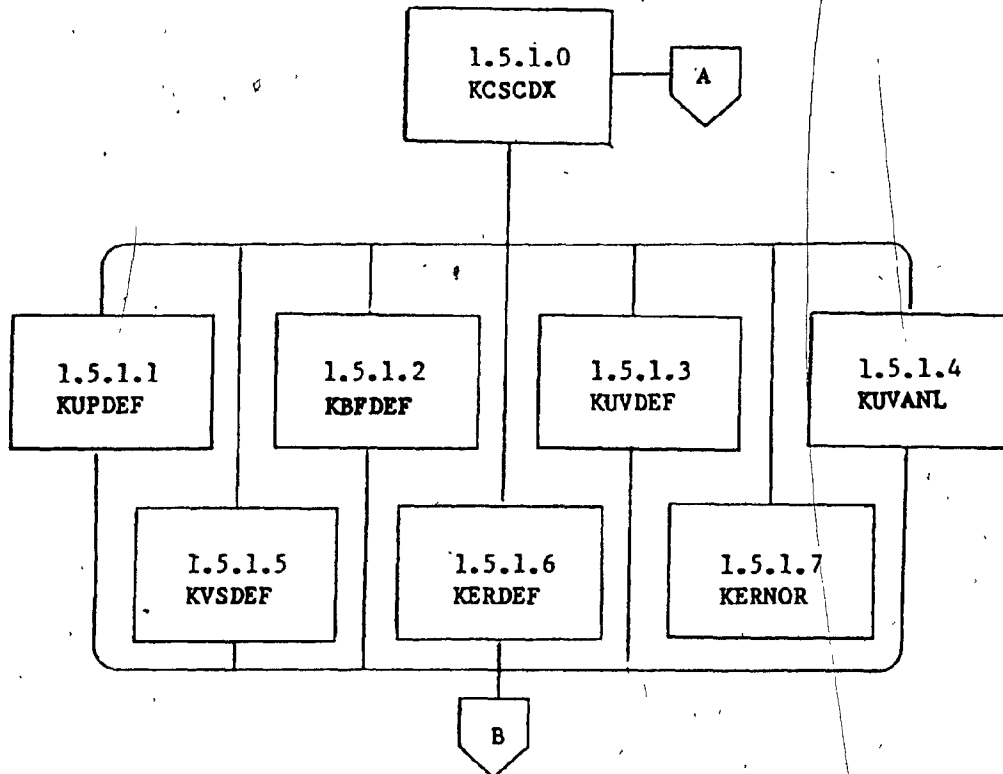 1.5.1.0
KCSCDX
A
1.5.1.1
KUPDEF
1.5.1.2
KBFDEF
1.5.1.3
KUVDEF
1.5.1.4
KUVANL
1.5.1.5
KVSDEF
1.5.1.6
KERDEF
1.5.1.7
KERNOR
B